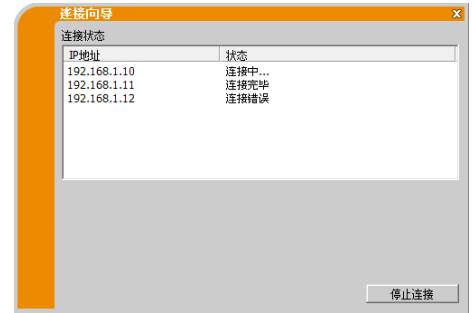 连接向导 x
连接状态
IP地址 状态
192.168.1.10 连接中...
192.168.1.11 连接完毕
192.168.1.12 连接错误
停止连接